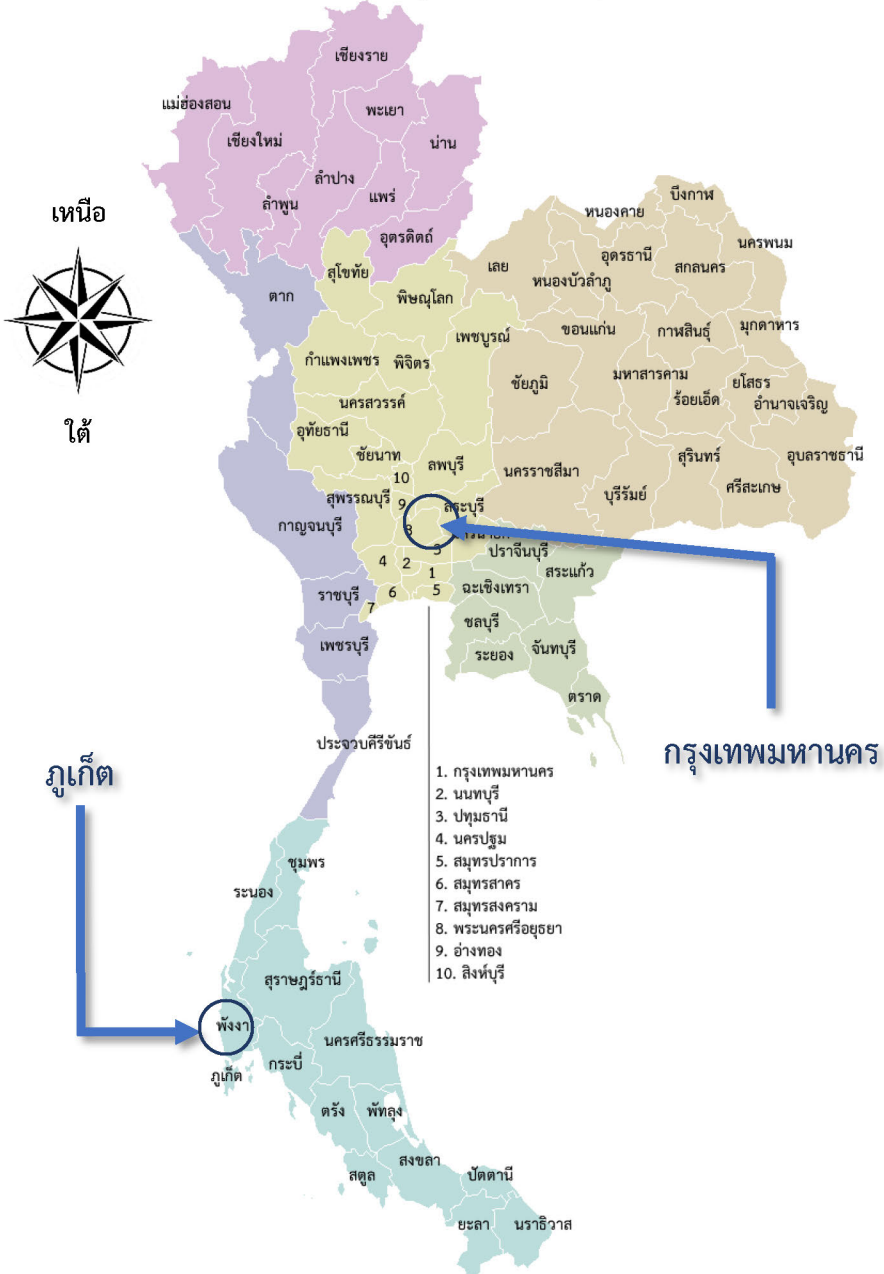 เชียงราย
แม่ฮ่องสอน
พะเยา
เชียงใหม่
น่าน
ลำปาง
แพร่
ลำพูน
อุตรดิตถ์
เหนือ
ใต้
บึงกาฬ
หนองคาย
นครพนม
อุดรธานี
สกลนคร
เลย
หนองบัวลำภู
สุโขทัย
ตาก
พิษณุโลก
เพชบูรณ์
ขอนแก่น
กาฬสินธุ์
มุกดาหาร
กำแพงเพชร
พิจิตร
ชัยภูมิ
มหาสารคาม
ยโสธร
ร้อยเอ็ด
อำนาจเจริญ
นครสวรรค์
อุทัยธานี
ชัยนาท
ลพบุรี
นครราชสีมา
สุรินทร์
อุบลราชธานี
บุรีรัมย์
ศรีสะเกษ
10
สุพรรณบุรี
9
สระบุรี
8
กาญจนบุรี
3
ปราจีนบุรี
4
2
1
สระแก้ว
5
6
7
ฉะเชิงเทรา
ราชบุรี
ชลบุรี
เพชรบุรี
ระยอง
จันทบุรี
ตราด
ประจวบคีรีขันธ์
กรุงเทพมหานคร
ภูเก็ต
1. กรุงเทพมหานคร
2. นนทบุรี
3. ปทุมธานี
4. นครปฐม
5. สมุทรปราการ
6. สมุทรสาคร
7. สมุทรสงคราม
8. พระนครศรีอยุธยา
9. อ่างทอง
10. สิงห์บุรี
ชุมพร
ระนอง
สุราษฎร์ธานี
พังงา
นครศรีธรรมราช
กระบี่
ภูเก็ต
ตรัง
พัทลุง
สงขลา
สตูล
ปัตตานี
ยะลา
นราธิวาส